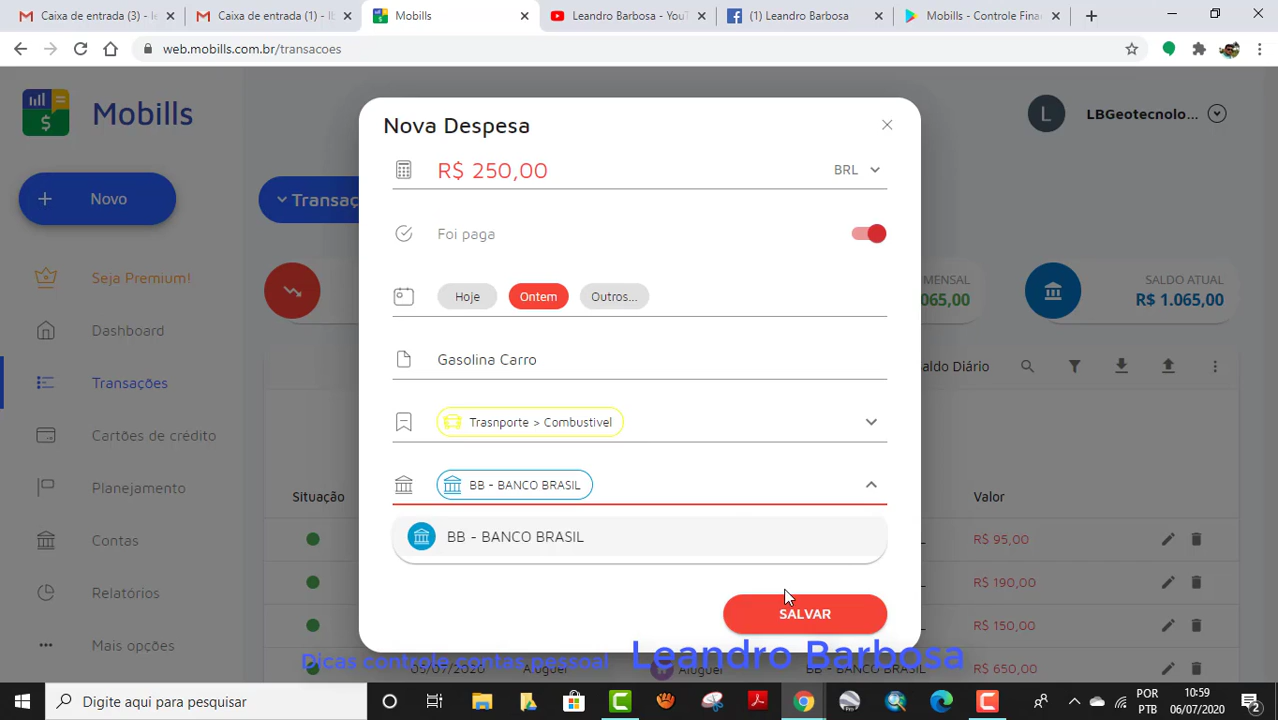 Caixa de entrada (3) - le
Caixa de entrada (1) - lb
Mobills
Leandro Barbosa - YouT
(1) Leandro Barbosa
Mobills - Controle Finan
web.mobills.com.br/transacoes
Mobills
L
LBGeotecnolo...
Novo
Transaç
Seja Premium!
Dashboard
Transações
Cartões de crédito
Planejamento
Contas
Relatórios
Mais opções
MENSAL
065,00
SALDO ATUAL
R$ 1.065,00
aldo Diário
Situação
Valor
R$ 95,00
R$ 190,00
R$ 150,00
05/07/2020
Aluguel
Aluguel
BB - BANCO BRASIL
R$ 650,00
Nova Despesa
R$ 250,00
BRL
Foi paga
Hoje
Ontem
Outros...
Gasolina Carro
Trasnporte > Combustivel
BB - BANCO BRASIL
BB - BANCO BRASIL
SALVAR
Dicas controle contas pessoal
Leandro Barbosa
Digite aqui para pesquisar
POR
PTB
10:59
06/07/2020
2